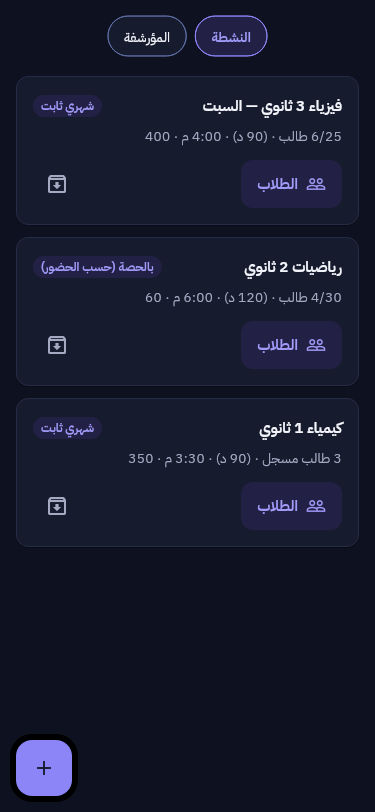 النشطة
المؤرشفة
فيزياء 3 ثانوي — السبت
شهري ثابت
6/25 طالب · (90 د) · 4:00 م · 400
الطلاب
رياضيات 2 ثانوي
بالحصة (حسب الحضور)
4/30 طالب · (120 د) · 6:00 م · 60
الطلاب
كيمياء 1 ثانوي
شهري ثابت
3 طالب مسجل · (90 د) · 3:30 م · 350
الطلاب